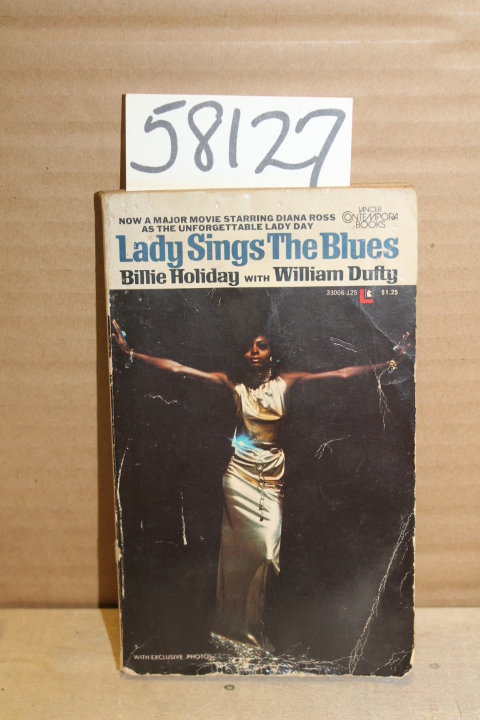 58127
NOW A MAJOR MOVIE STARRING DIANA ROSS
AS THE UNFORGETTABLE LADY DAY
LANCER
CONTEMPORA
BOOKS
Lady Sings The Blues
Billie Holiday WITH William Dufty
33006-125 L $1.25
WITH EXCLUSIVE PHOTOS